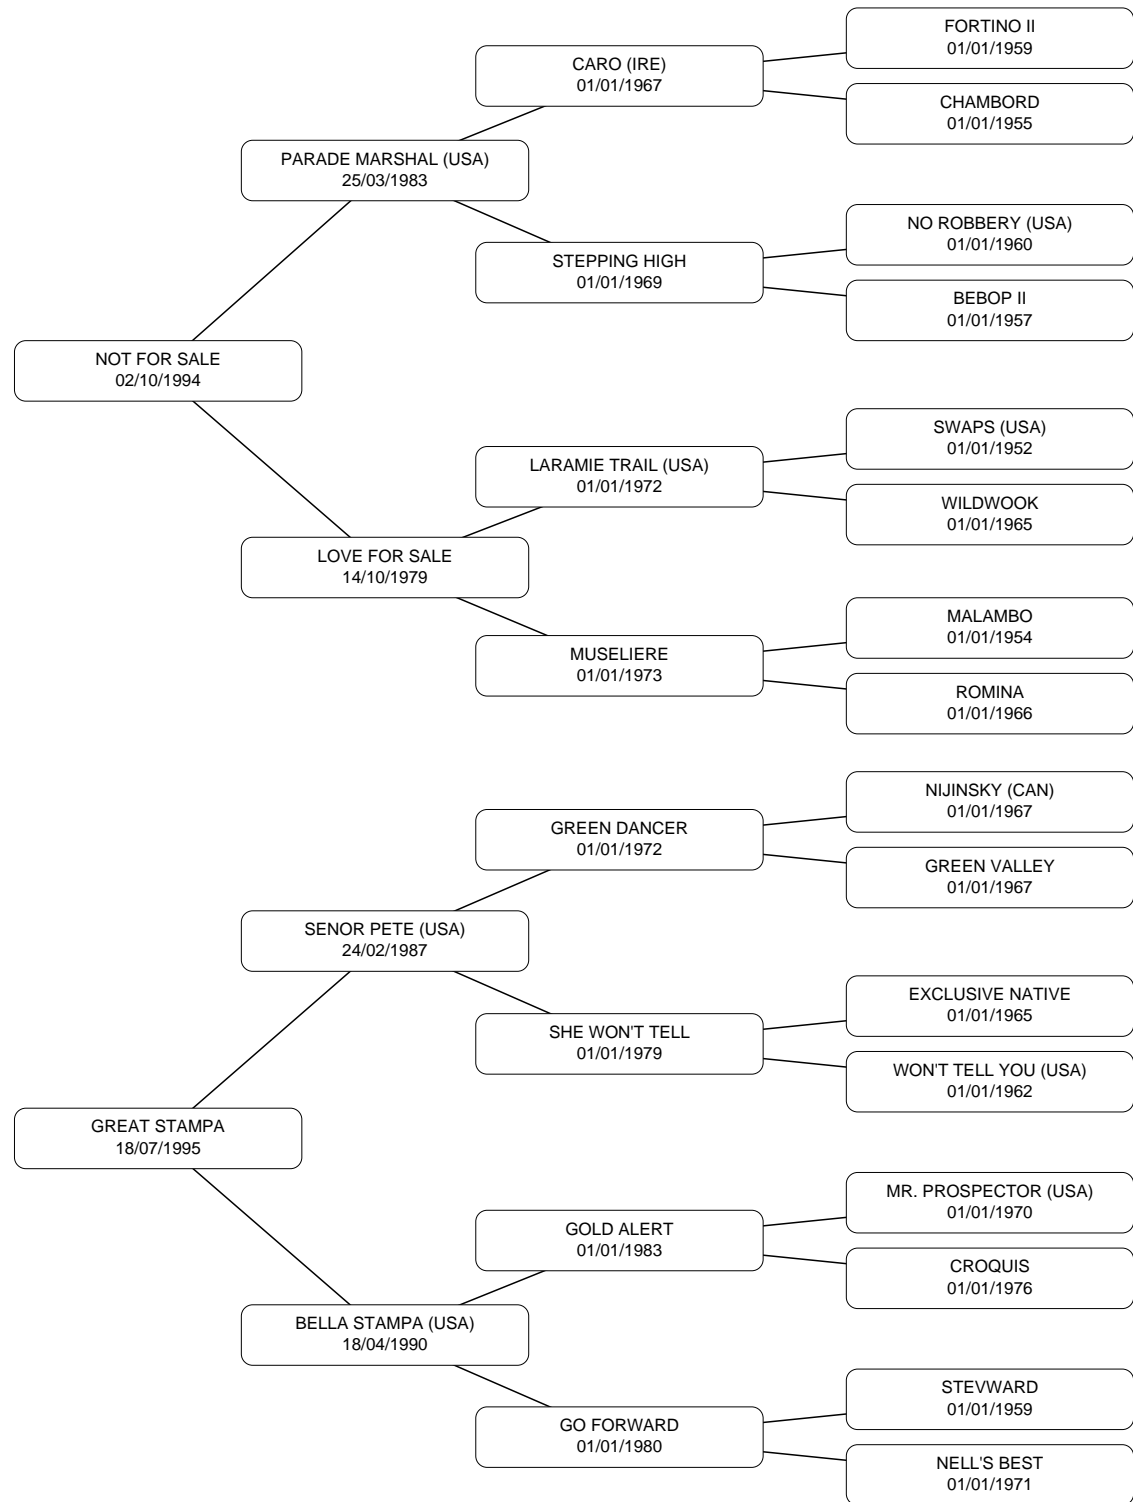 FORTINO II
01/01/1959
CARO (IRE)
01/01/1967
CHAMBORD
01/01/1955
PARADE MARSHAL (USA)
25/03/1983
NO ROBBERY (USA)
01/01/1960
STEPPING HIGH
01/01/1969
BEBOP II
01/01/1957
NOT FOR SALE
02/10/1994
SWAPS (USA)
01/01/1952
LARAMIE TRAIL (USA)
01/01/1972
WILDWOOK
01/01/1965
LOVE FOR SALE
14/10/1979
MALAMBO
01/01/1954
MUSELIERE
01/01/1973
ROMINA
01/01/1966
NIJINSKY (CAN)
01/01/1967
GREEN DANCER
01/01/1972
GREEN VALLEY
01/01/1967
SENOR PETE (USA)
24/02/1987
EXCLUSIVE NATIVE
01/01/1965
SHE WON'T TELL
01/01/1979
WON'T TELL YOU (USA)
01/01/1962
GREAT STAMPA
18/07/1995
MR. PROSPECTOR (USA)
01/01/1970
GOLD ALERT
01/01/1983
CROQUIS
01/01/1976
BELLA STAMPA (USA)
18/04/1990
STEVWARD
01/01/1959
GO FORWARD
01/01/1980
NELL'S BEST
01/01/1971